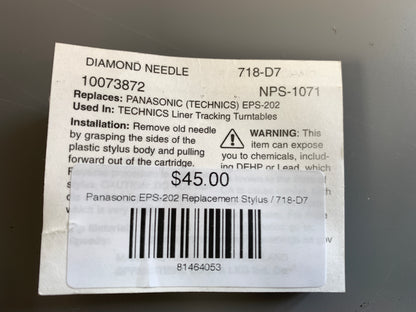 DIAMOND NEEDLE 718-D7
10073872 NPS-1071
Replaces: PANASONIC (TECHNICS) EPS-202
Used In: TECHNICS Liner Tracking Turntables
Installation: Remove old needle
by grasping the sides of the
plastic stylus body and pulling
forward out of the cartridge.
WARNING: This
item can expose
you to chemicals, includ-
ing DEHP or Lead, which
$45.00
Panasonic EPS-202 Replacement Stylus / 718-D7
81464053